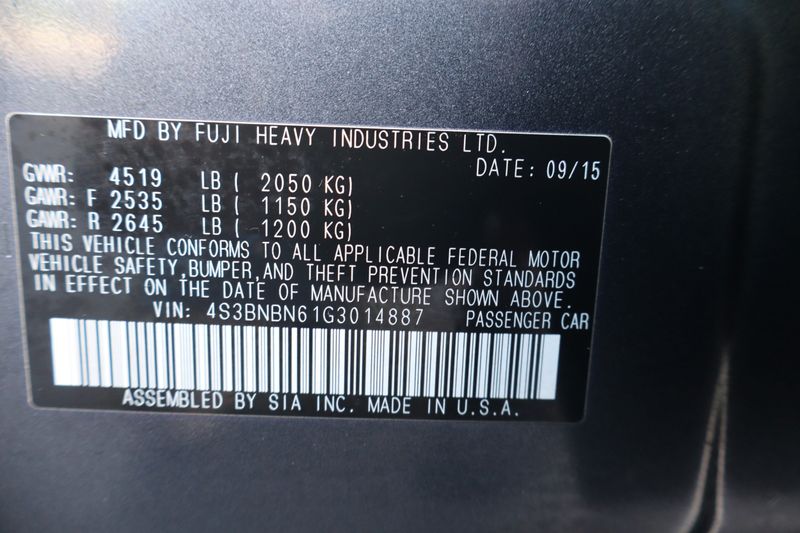 MFD BY FUJI HEAVY INDUSTRIES LTD.
DATE: 09/15
GVWR: 4519 LB ( 2050 KG)
GAWR: F 2535 LB ( 1150 KG)
GAWR: R 2645 LB ( 1200 KG)
THIS VEHICLE CONFORMS TO ALL APPLICABLE FEDERAL MOTOR
VEHICLE SAFETY,BUMPER,AND THEFT PREVENTION STANDARDS
IN EFFECT ON THE DATE OF MANUFACTURE SHOWN ABOVE.
VIN: 4S3BNBN61G3014887 PASSENGER CAR
ASSEMBLED BY SIA INC. MADE IN U.S.A.